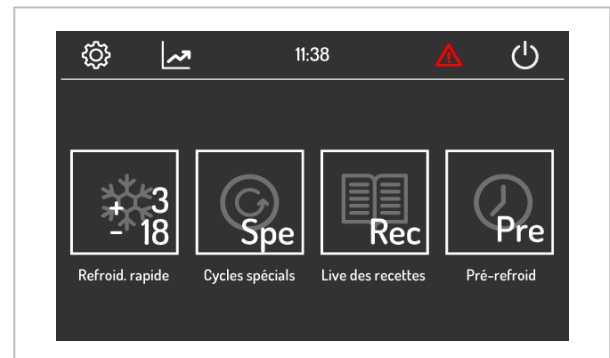 11:38
+3
-18
Spe
Rec
Pre
Refroid. rapide
Cycles spécials
Live des recettes
Pré-refroid